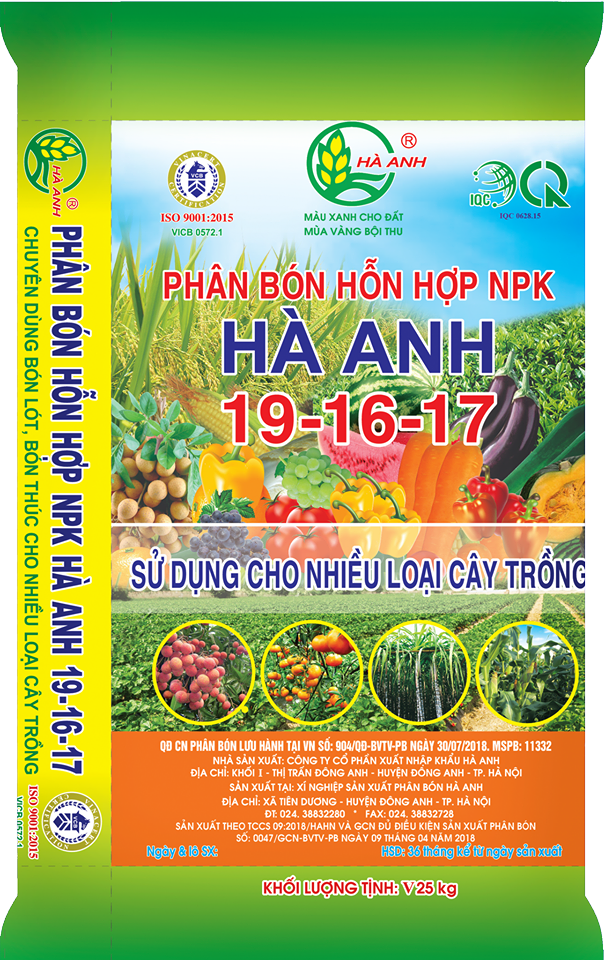 HÀ ANH ®
PHÂN BÓN HỖN HỢP NPK HÀ ANH 19-16-17
CHUYÊN DÙNG BÓN LÓT, BÓN THÚC CHO NHIỀU LOẠI CÂY TRỒNG
ISO 9001:2015
VICB 0572.1
VINACERT
VCB
CERTIFICATION
ISO 9001:2015
VICB 0572.1
HÀ ANH ®
MÀU XANH CHO ĐẤT
MÙA VÀNG BỘI THU
IQC
IQC 0628.15
PHÂN BÓN HỖN HỢP NPK
HÀ ANH
19-16-17
SỬ DỤNG CHO NHIỀU LOẠI CÂY TRỒNG
QĐ CN PHÂN BÓN LƯU HÀNH TẠI VN SỐ: 904/QĐ-BVTV-PB NGÀY 30/07/2018. MSPB: 11332
NHÀ SẢN XUẤT: CÔNG TY CỔ PHẦN XUẤT NHẬP KHẨU HÀ ANH
ĐỊA CHỈ: KHỐI I - THỊ TRẤN ĐÔNG ANH - HUYỆN ĐÔNG ANH - TP. HÀ NỘI
SẢN XUẤT TẠI: XÍ NGHIỆP SẢN XUẤT PHÂN BÓN HÀ ANH
ĐỊA CHỈ: XÃ TIÊN DƯƠNG - HUYỆN ĐÔNG ANH - TP. HÀ NỘI
ĐT: 024. 38832280 * FAX: 024. 38832728
SẢN XUẤT THEO TCCS 09:2018/HAHN VÀ GCN ĐỦ ĐIỀU KIỆN SẢN XUẤT PHÂN BÓN
SỐ: 0047/GCN-BVTV-PB NGÀY 09 THÁNG 04 NĂM 2018
Ngày & lô SX: HSD: 36 tháng kể từ ngày sản xuất
KHỐI LƯỢNG TỊNH: V 25 kg